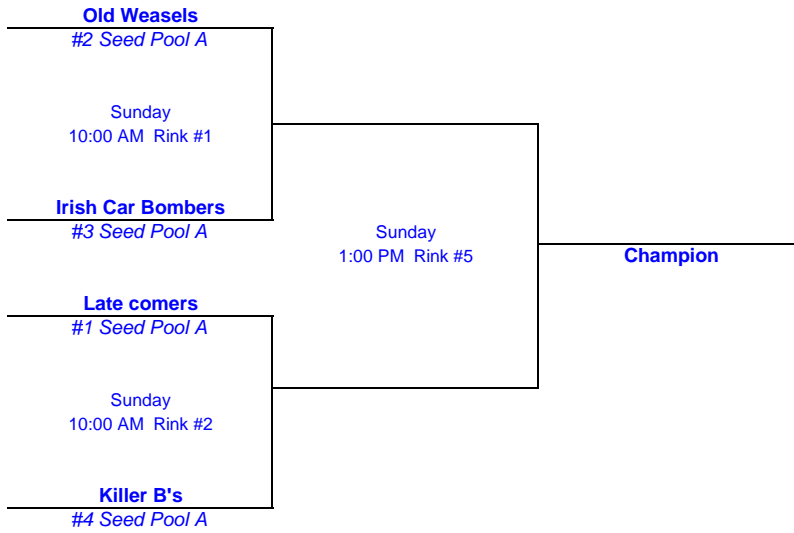 Old Weasels
#2 Seed Pool A
Sunday
10:00 AM  Rink #1
Irish Car Bombers
#3 Seed Pool A
Sunday
1:00 PM  Rink #5
Champion
Late comers
#1 Seed Pool A
Sunday
10:00 AM  Rink #2
Killer B's
#4 Seed Pool A